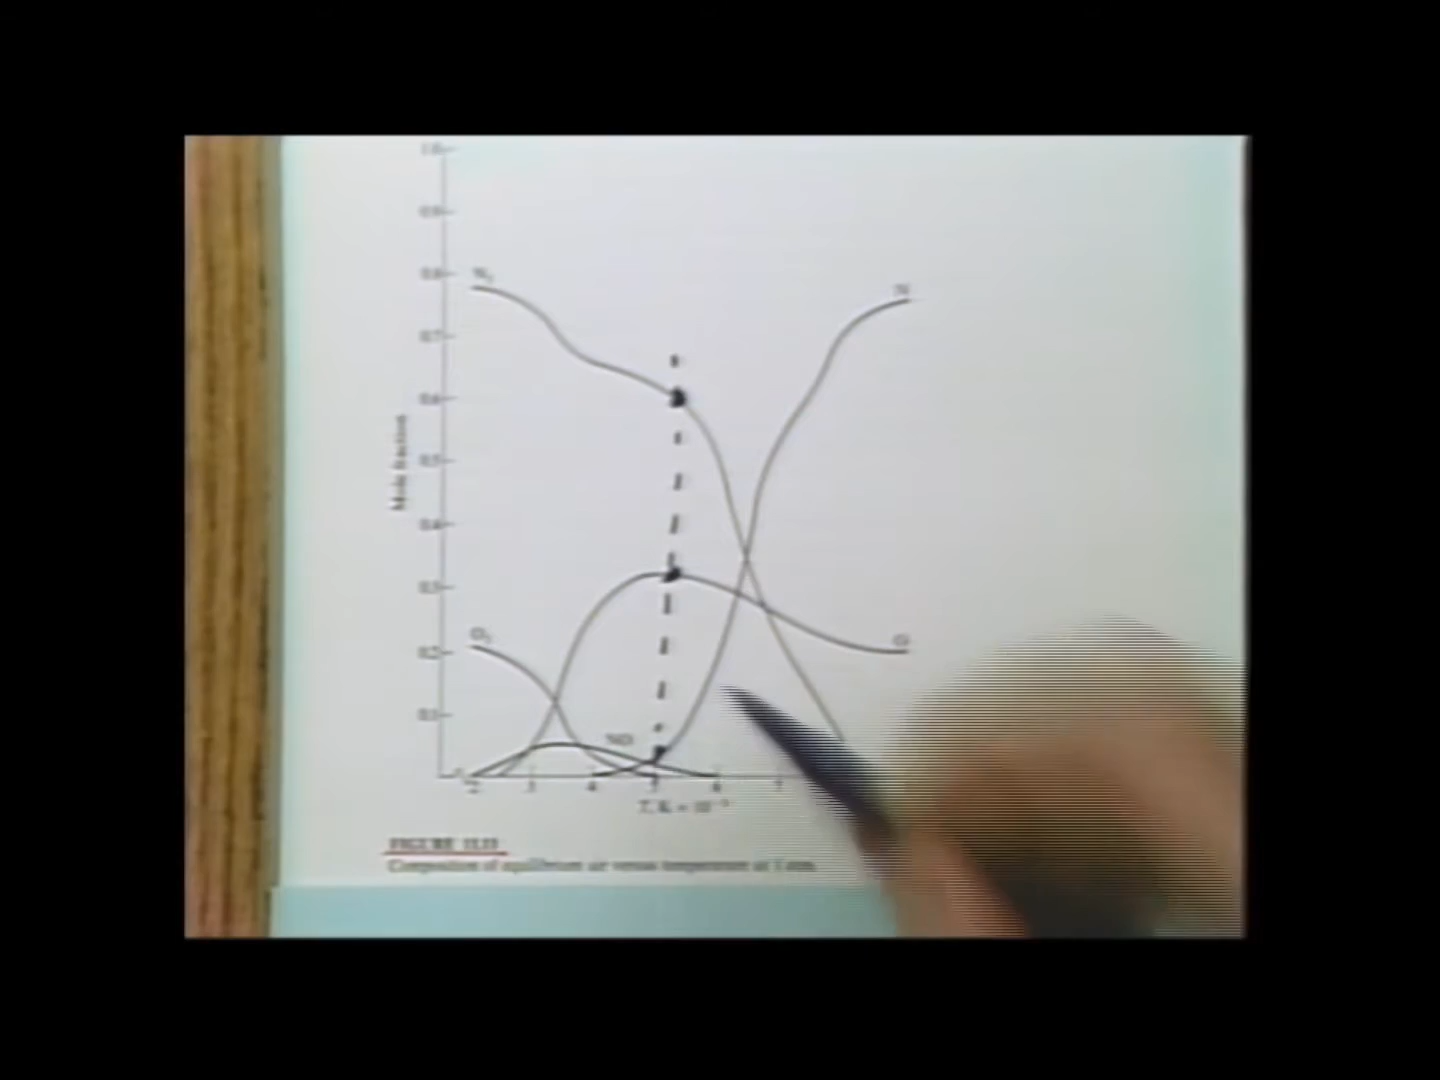 1.0
0.9
0.8
N₂
N
0.7
0.6
Mole fraction
0.5
0.4
0.3
O₂
O
0.2
0.1
NO
2 3 4 5 6 7
T, K × 10⁻³
FIGURE
Composition of equilibrium air versus temperature at 1 atm.